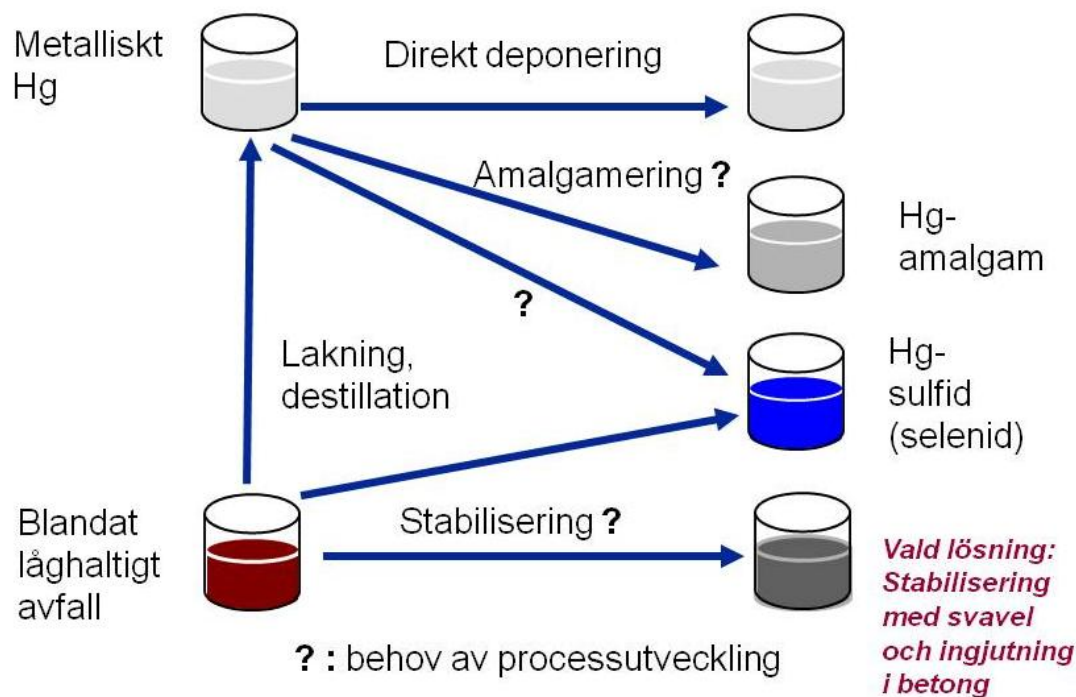 Metalliskt
Hg
Direkt deponering
Amalgamering ?
Hg-
amalgam
?
Lakning,
destillation
Hg-
sulfid
(selenid)
Blandat
låghaltigt
avfall
Stabilisering ?
Vald lösning:
Stabilisering
med svavel
och ingjutning
i betong
? : behov av processutveckling